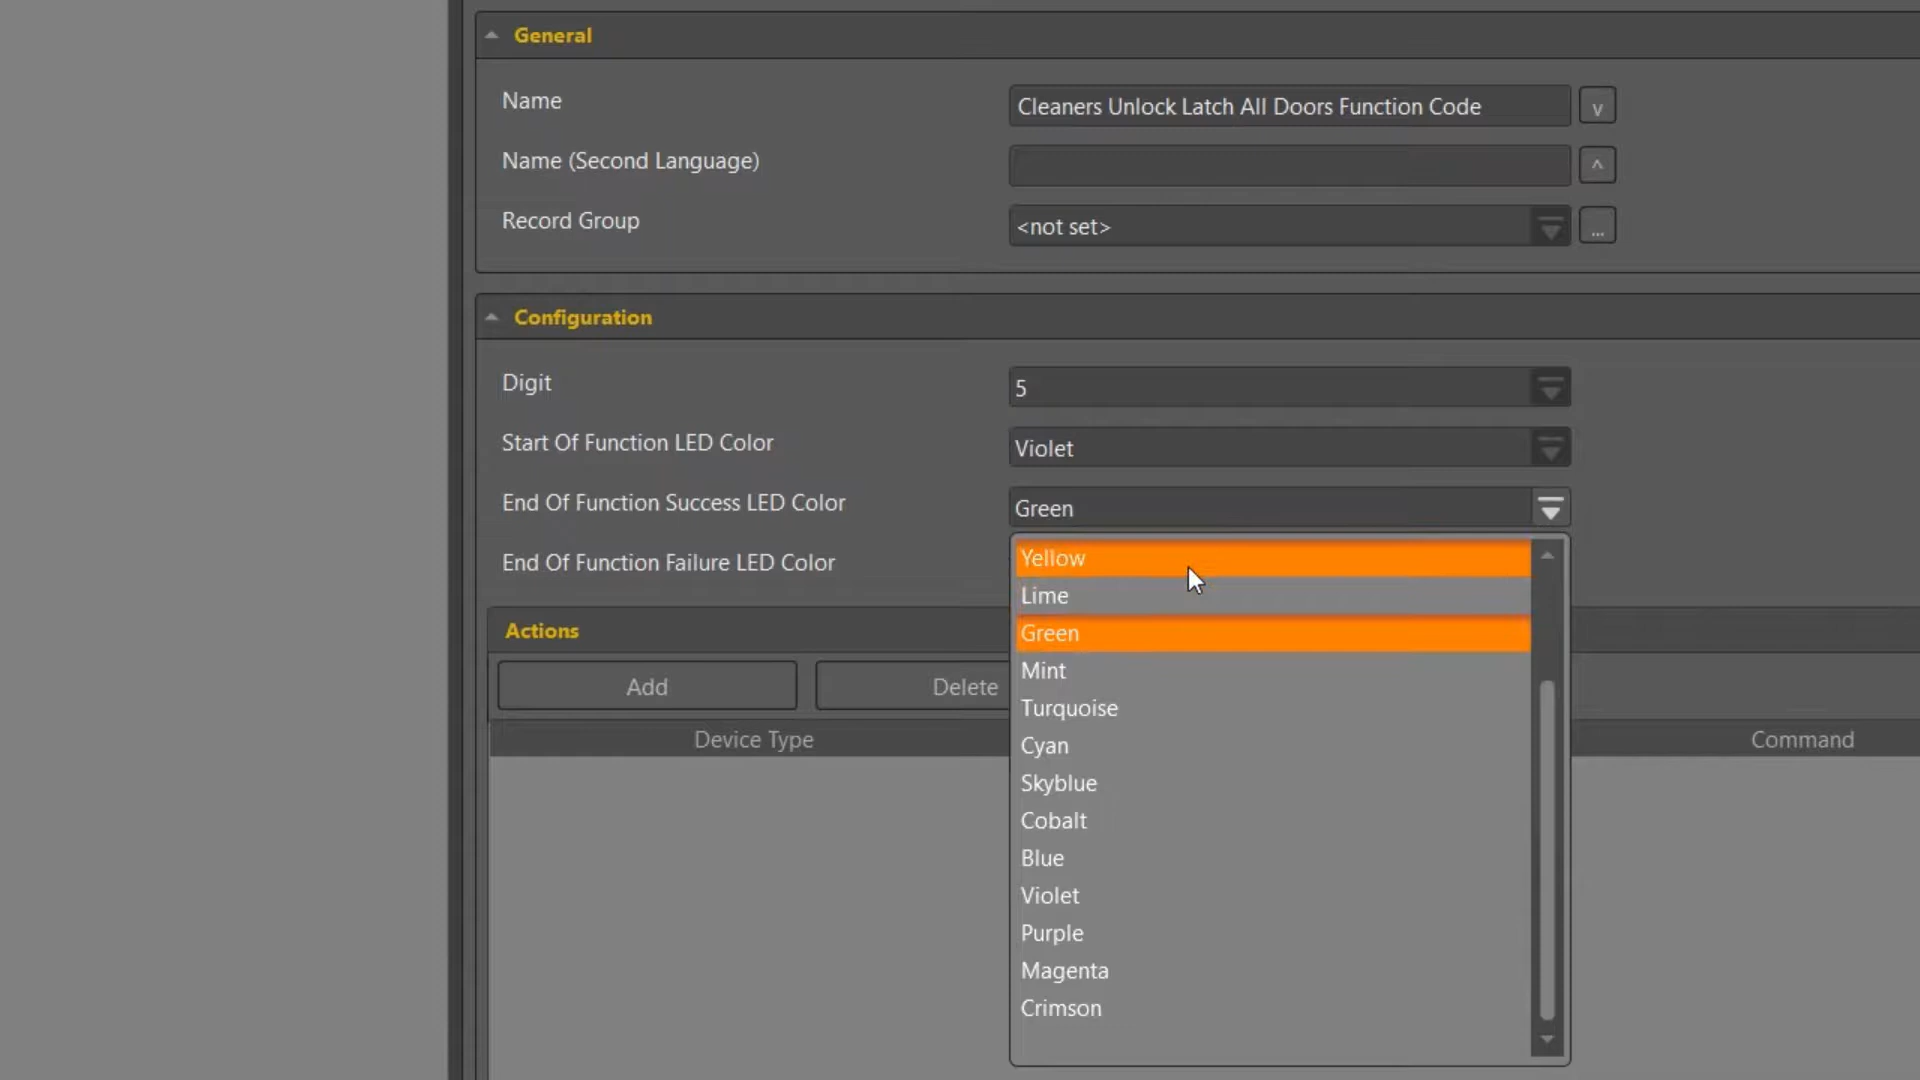 General
Name
Cleaners Unlock Latch All Doors Function Code
v
Name (Second Language)
^
Record Group
<not set>
...
Configuration
Digit
5
Start Of Function LED Color
Violet
End Of Function Success LED Color
Green
End Of Function Failure LED Color
Yellow
Lime
Green
Mint
Turquoise
Cyan
Skyblue
Cobalt
Blue
Violet
Purple
Magenta
Crimson
Actions
Add
Delete
Device Type
Command